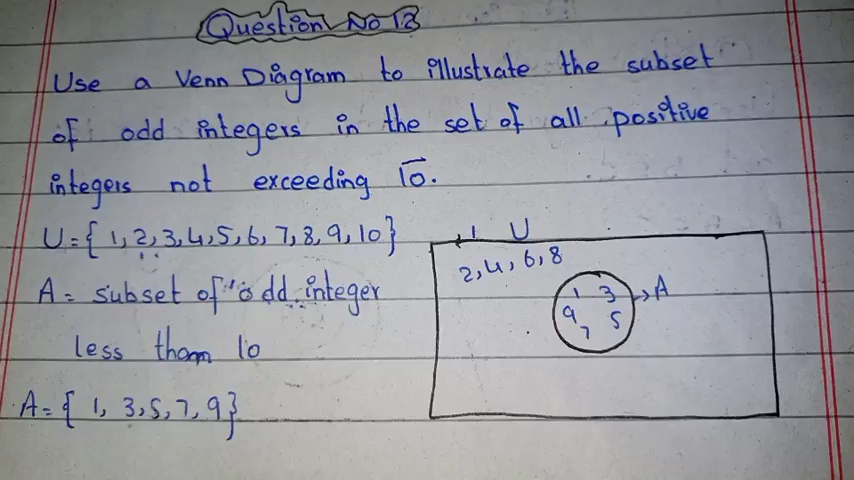 Question No 12
Use a Venn Diagram to illustrate the subset
of odd integers in the set of all positive
integers not exceeding 10.
U={ 1, 2, 3, 4, 5, 6, 7, 8, 9, 10 }
A = subset of odd integer
less than 10
A={ 1, 3, 5, 7, 9}
U
2, 4, 6, 8
1 3
9 5
7
A